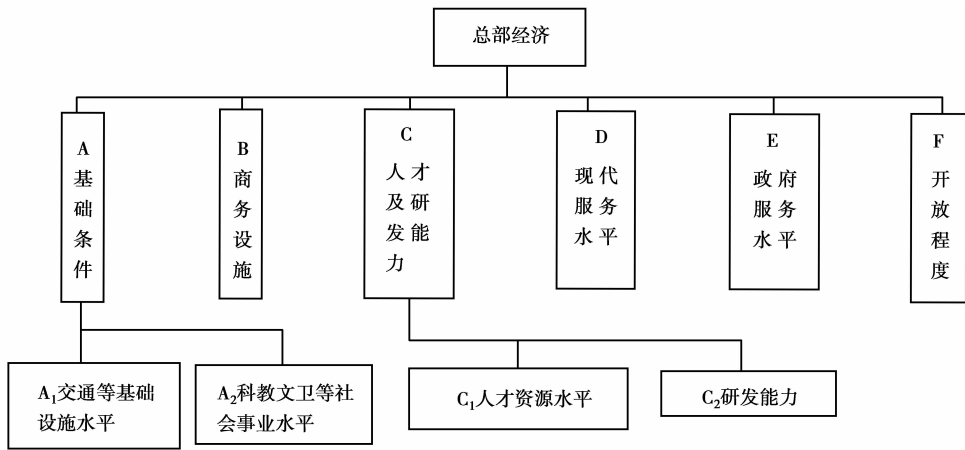 总部经济
A
基
础
条
件
B
商
务
设
施
C
人才
及研
发能
力
D
现代
服务
水平
E
政府
服务
水平
F
开
放
程
度
A₁交通等基础
设施水平
A₂科教文卫等社
会事业水平
C₁人才资源水平
C₂研发能力